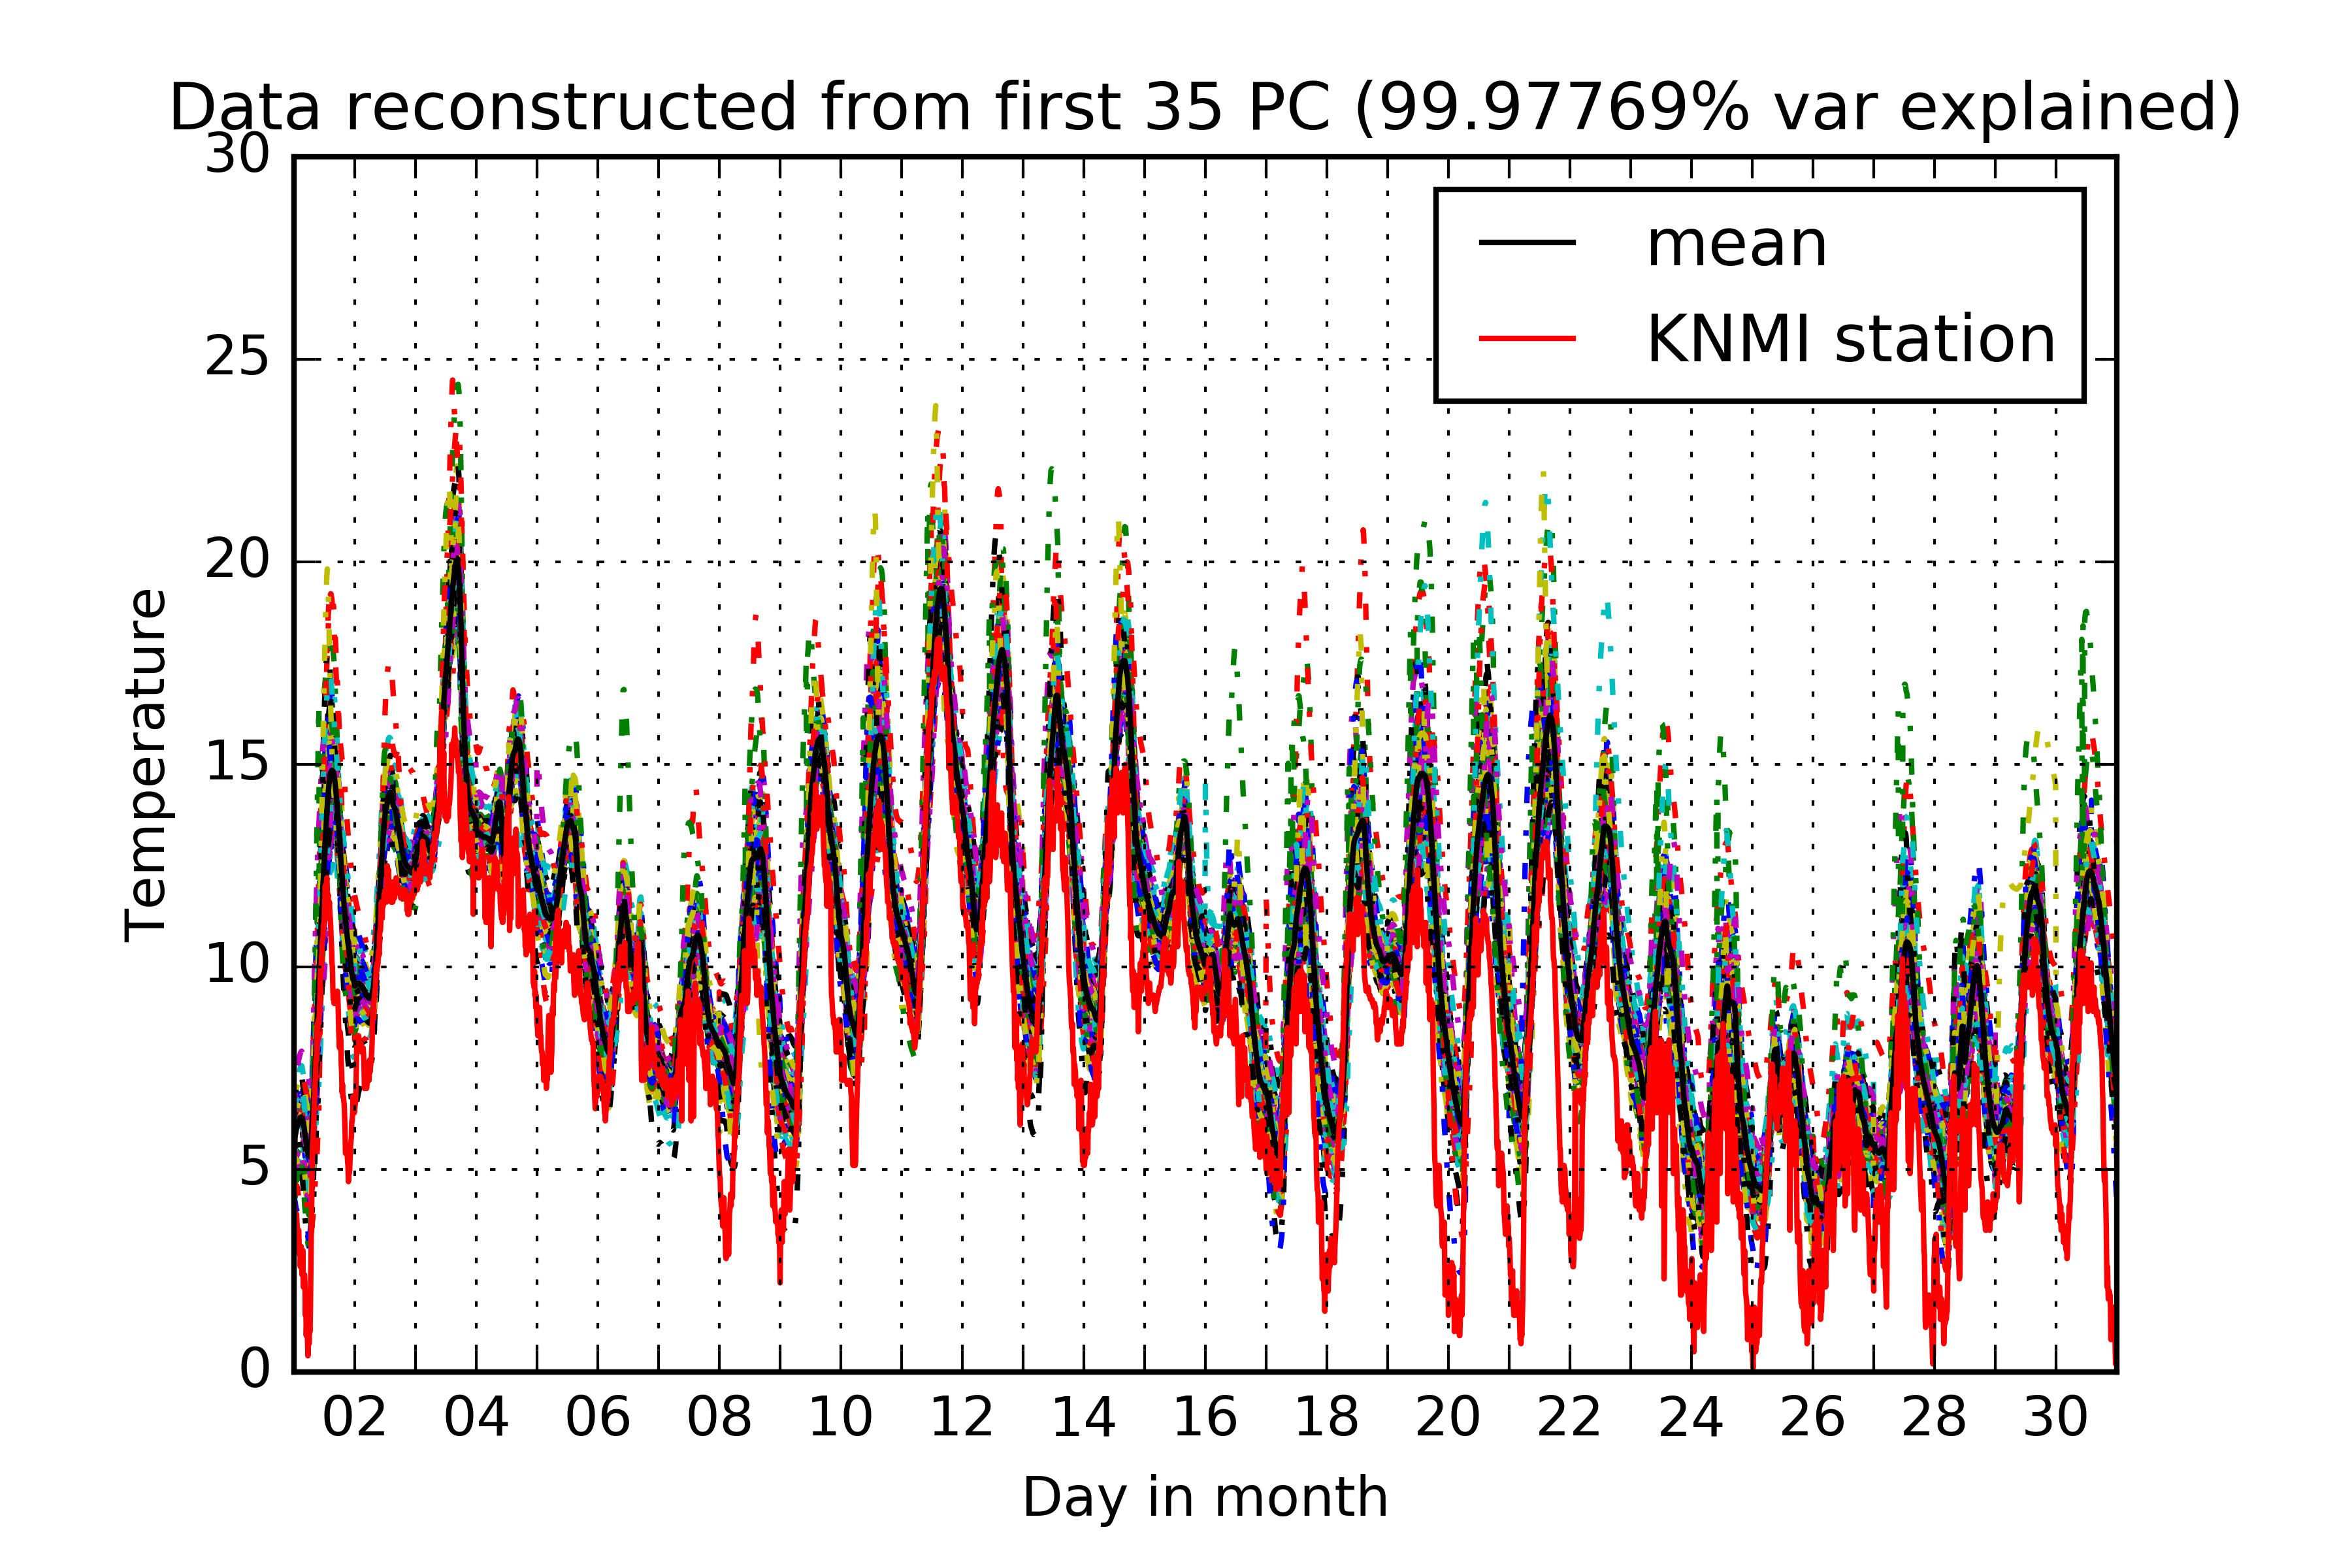 Data reconstructed from first 35 PC (99.97769% var explained)
30
25
20
15
10
5
0
Temperature
mean
KNMI station
02 04 06 08 10 12 14 16 18 20 22 24 26 28 30
Day in month